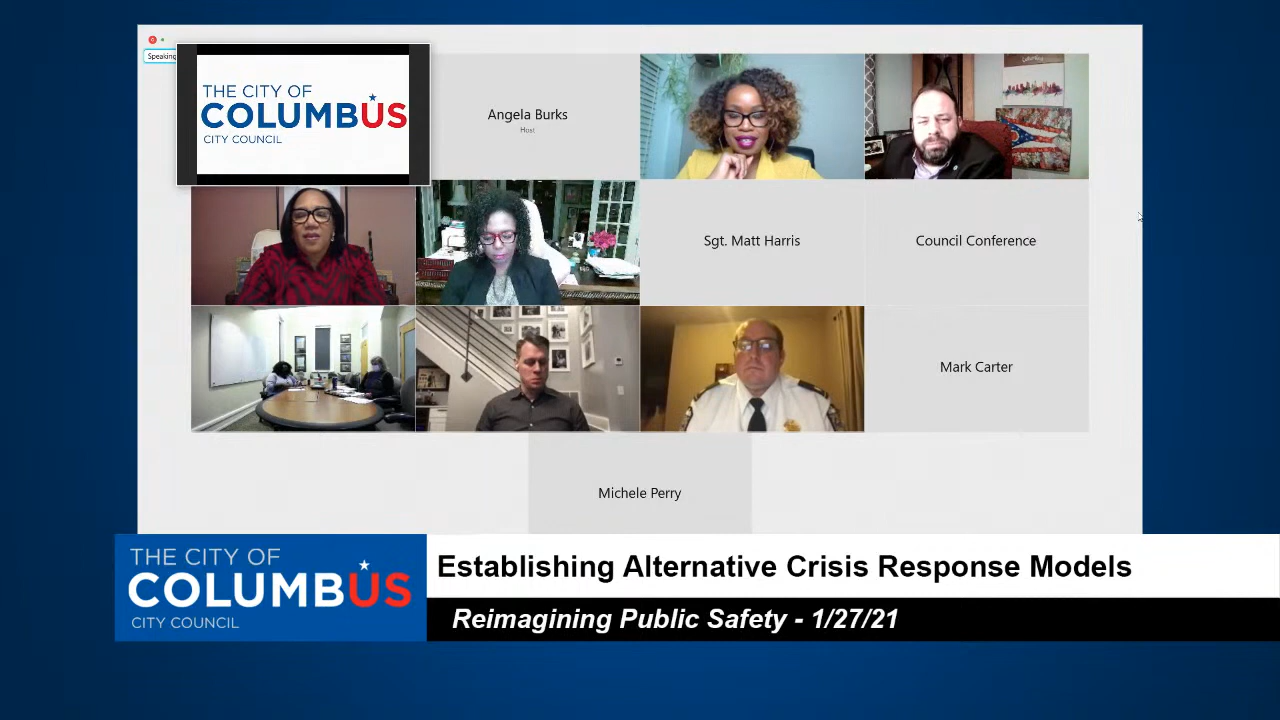 Speaking
THE CITY OF
COLUMBUS
CITY COUNCIL
Angela Burks
Host
Sgt. Matt Harris
Council Conference
Mark Carter
Michele Perry
THE CITY OF
COLUMBUS
CITY COUNCIL
Establishing Alternative Crisis Response Models
Reimagining Public Safety - 1/27/21